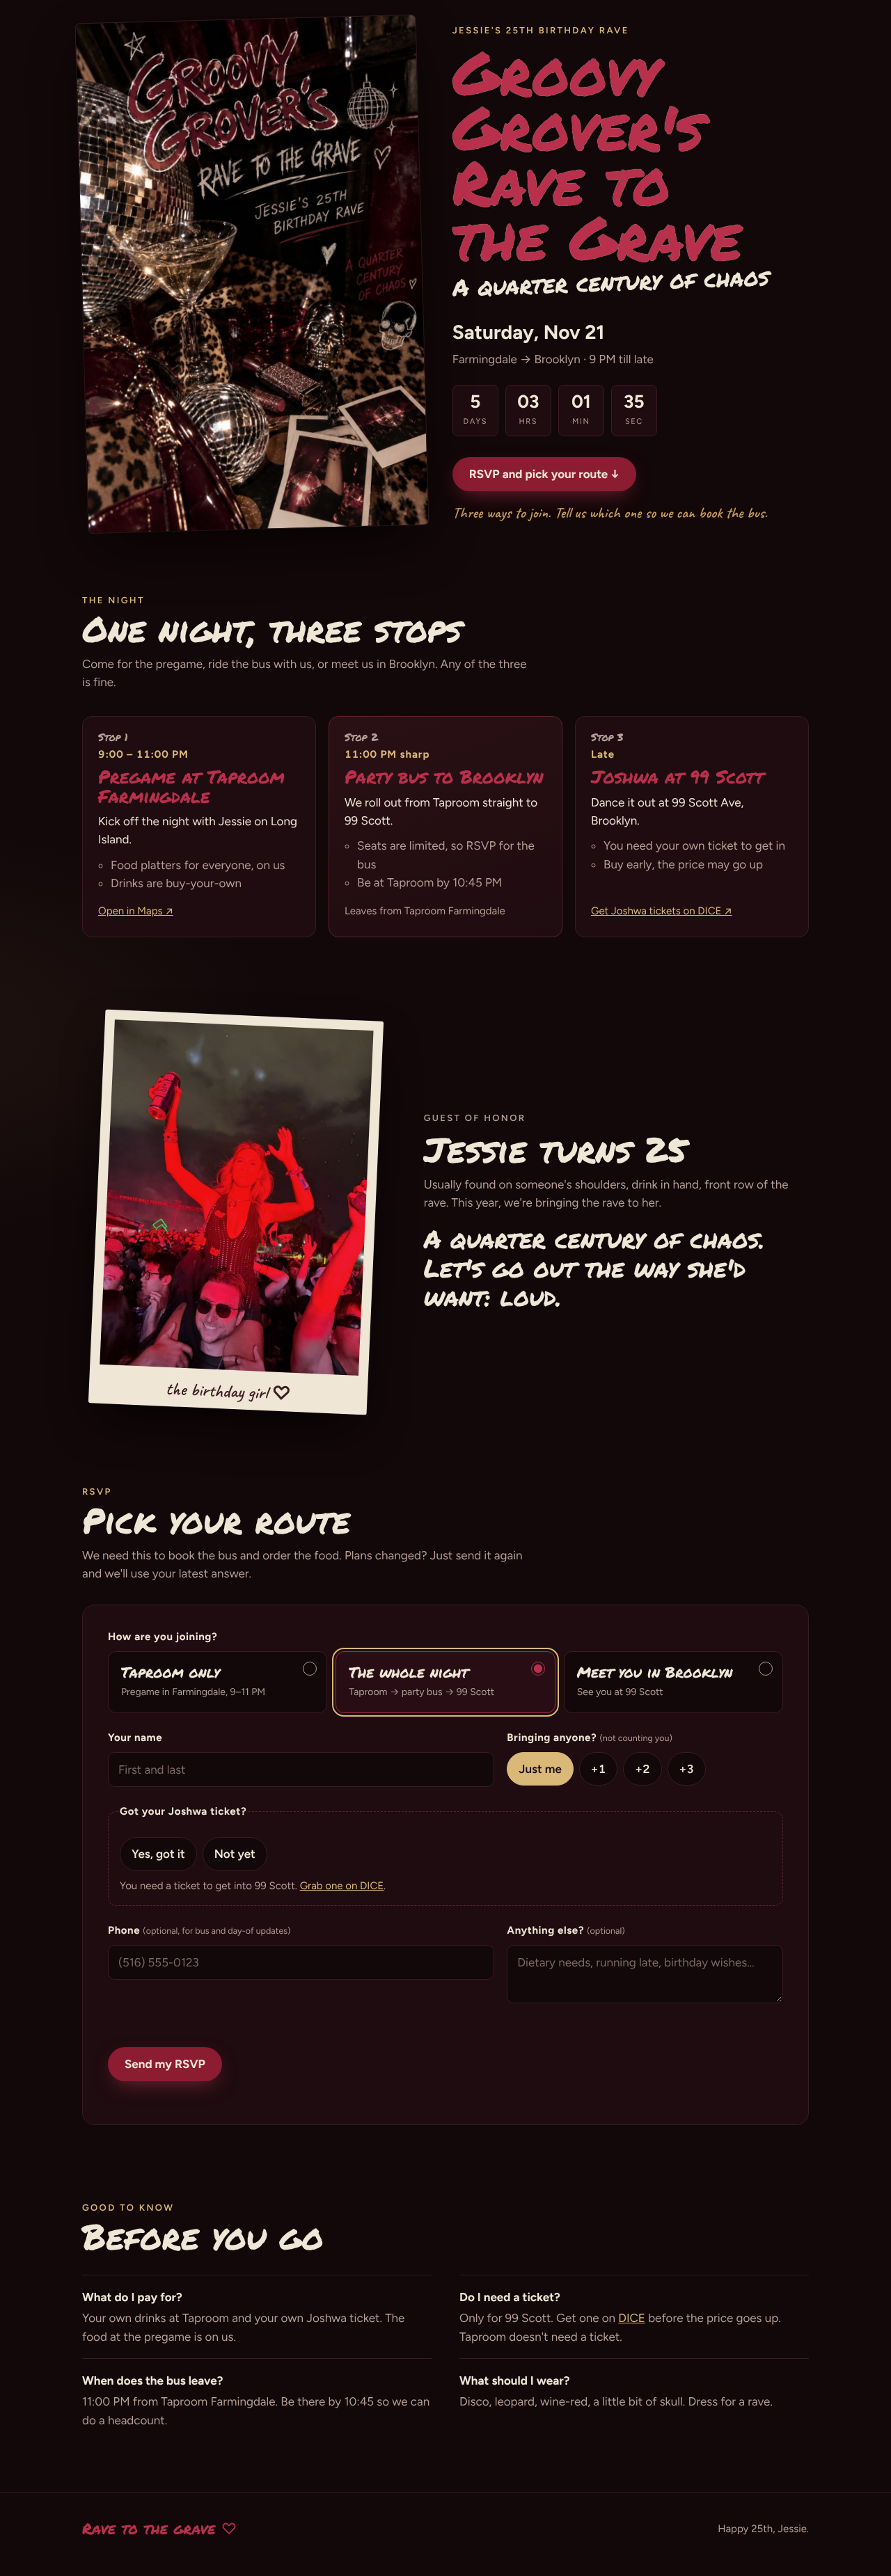 GROOVY
GROVER'S
RAVE TO THE GRAVE
JESSIE'S 25TH
BIRTHDAY RAVE
A QUARTER
CENTURY
OF CHAOS
JESSIE'S 25TH BIRTHDAY RAVE
GROOVY
GROVER'S
RAVE TO
THE GRAVE
A QUARTER CENTURY OF CHAOS
Saturday, Nov 21
Farmingdale → Brooklyn · 9 PM till late
5 03 01 35
DAYS HRS MIN SEC
RSVP and pick your route ↓
Three ways to join. Tell us which one so we can book the bus.
THE NIGHT
ONE NIGHT, THREE STOPS
Come for the pregame, ride the bus with us, or meet us in Brooklyn. Any of the three
is fine.
STOP 1
9:00 – 11:00 PM
PREGAME AT TAPROOM
FARMINGDALE
Kick off the night with Jessie on Long
Island.
Food platters for everyone, on us
Drinks are buy-your-own
Open in Maps ↗
STOP 2
11:00 PM sharp
PARTY BUS TO BROOKLYN
We roll out from Taproom straight to
99 Scott.
Seats are limited, so RSVP for the
bus
Be at Taproom by 10:45 PM
Leaves from Taproom Farmingdale
STOP 3
Late
JOSHWA AT 99 SCOTT
Dance it out at 99 Scott Ave,
Brooklyn.
You need your own ticket to get in
Buy early, the price may go up
Get Joshwa tickets on DICE ↗
the birthday girl ♡
GUEST OF HONOR
JESSIE TURNS 25
Usually found on someone's shoulders, drink in hand, front row of the
rave. This year, we're bringing the rave to her.
A QUARTER CENTURY OF CHAOS.
LET'S GO OUT THE WAY SHE'D
WANT: LOUD.
RSVP
PICK YOUR ROUTE
We need this to book the bus and order the food. Plans changed? Just send it again
and we'll use your latest answer.
How are you joining?
TAPROOM ONLY
Pregame in Farmingdale, 9–11 PM
THE WHOLE NIGHT
Taproom → party bus → 99 Scott
MEET YOU IN BROOKLYN
See you at 99 Scott
Your name
First and last
Bringing anyone? (not counting you)
Just me +1 +2 +3
Got your Joshwa ticket?
Yes, got it Not yet
You need a ticket to get into 99 Scott. Grab one on DICE.
Phone (optional, for bus and day-of updates)
(516) 555-0123
Anything else? (optional)
Dietary needs, running late, birthday wishes...
Send my RSVP
GOOD TO KNOW
BEFORE YOU GO
What do I pay for?
Your own drinks at Taproom and your own Joshwa ticket. The
food at the pregame is on us.
Do I need a ticket?
Only for 99 Scott. Get one on DICE before the price goes up.
Taproom doesn't need a ticket.
When does the bus leave?
11:00 PM from Taproom Farmingdale. Be there by 10:45 so we can
do a headcount.
What should I wear?
Disco, leopard, wine-red, a little bit of skull. Dress for a rave.
RAVE TO THE GRAVE ♡
Happy 25th, Jessie.